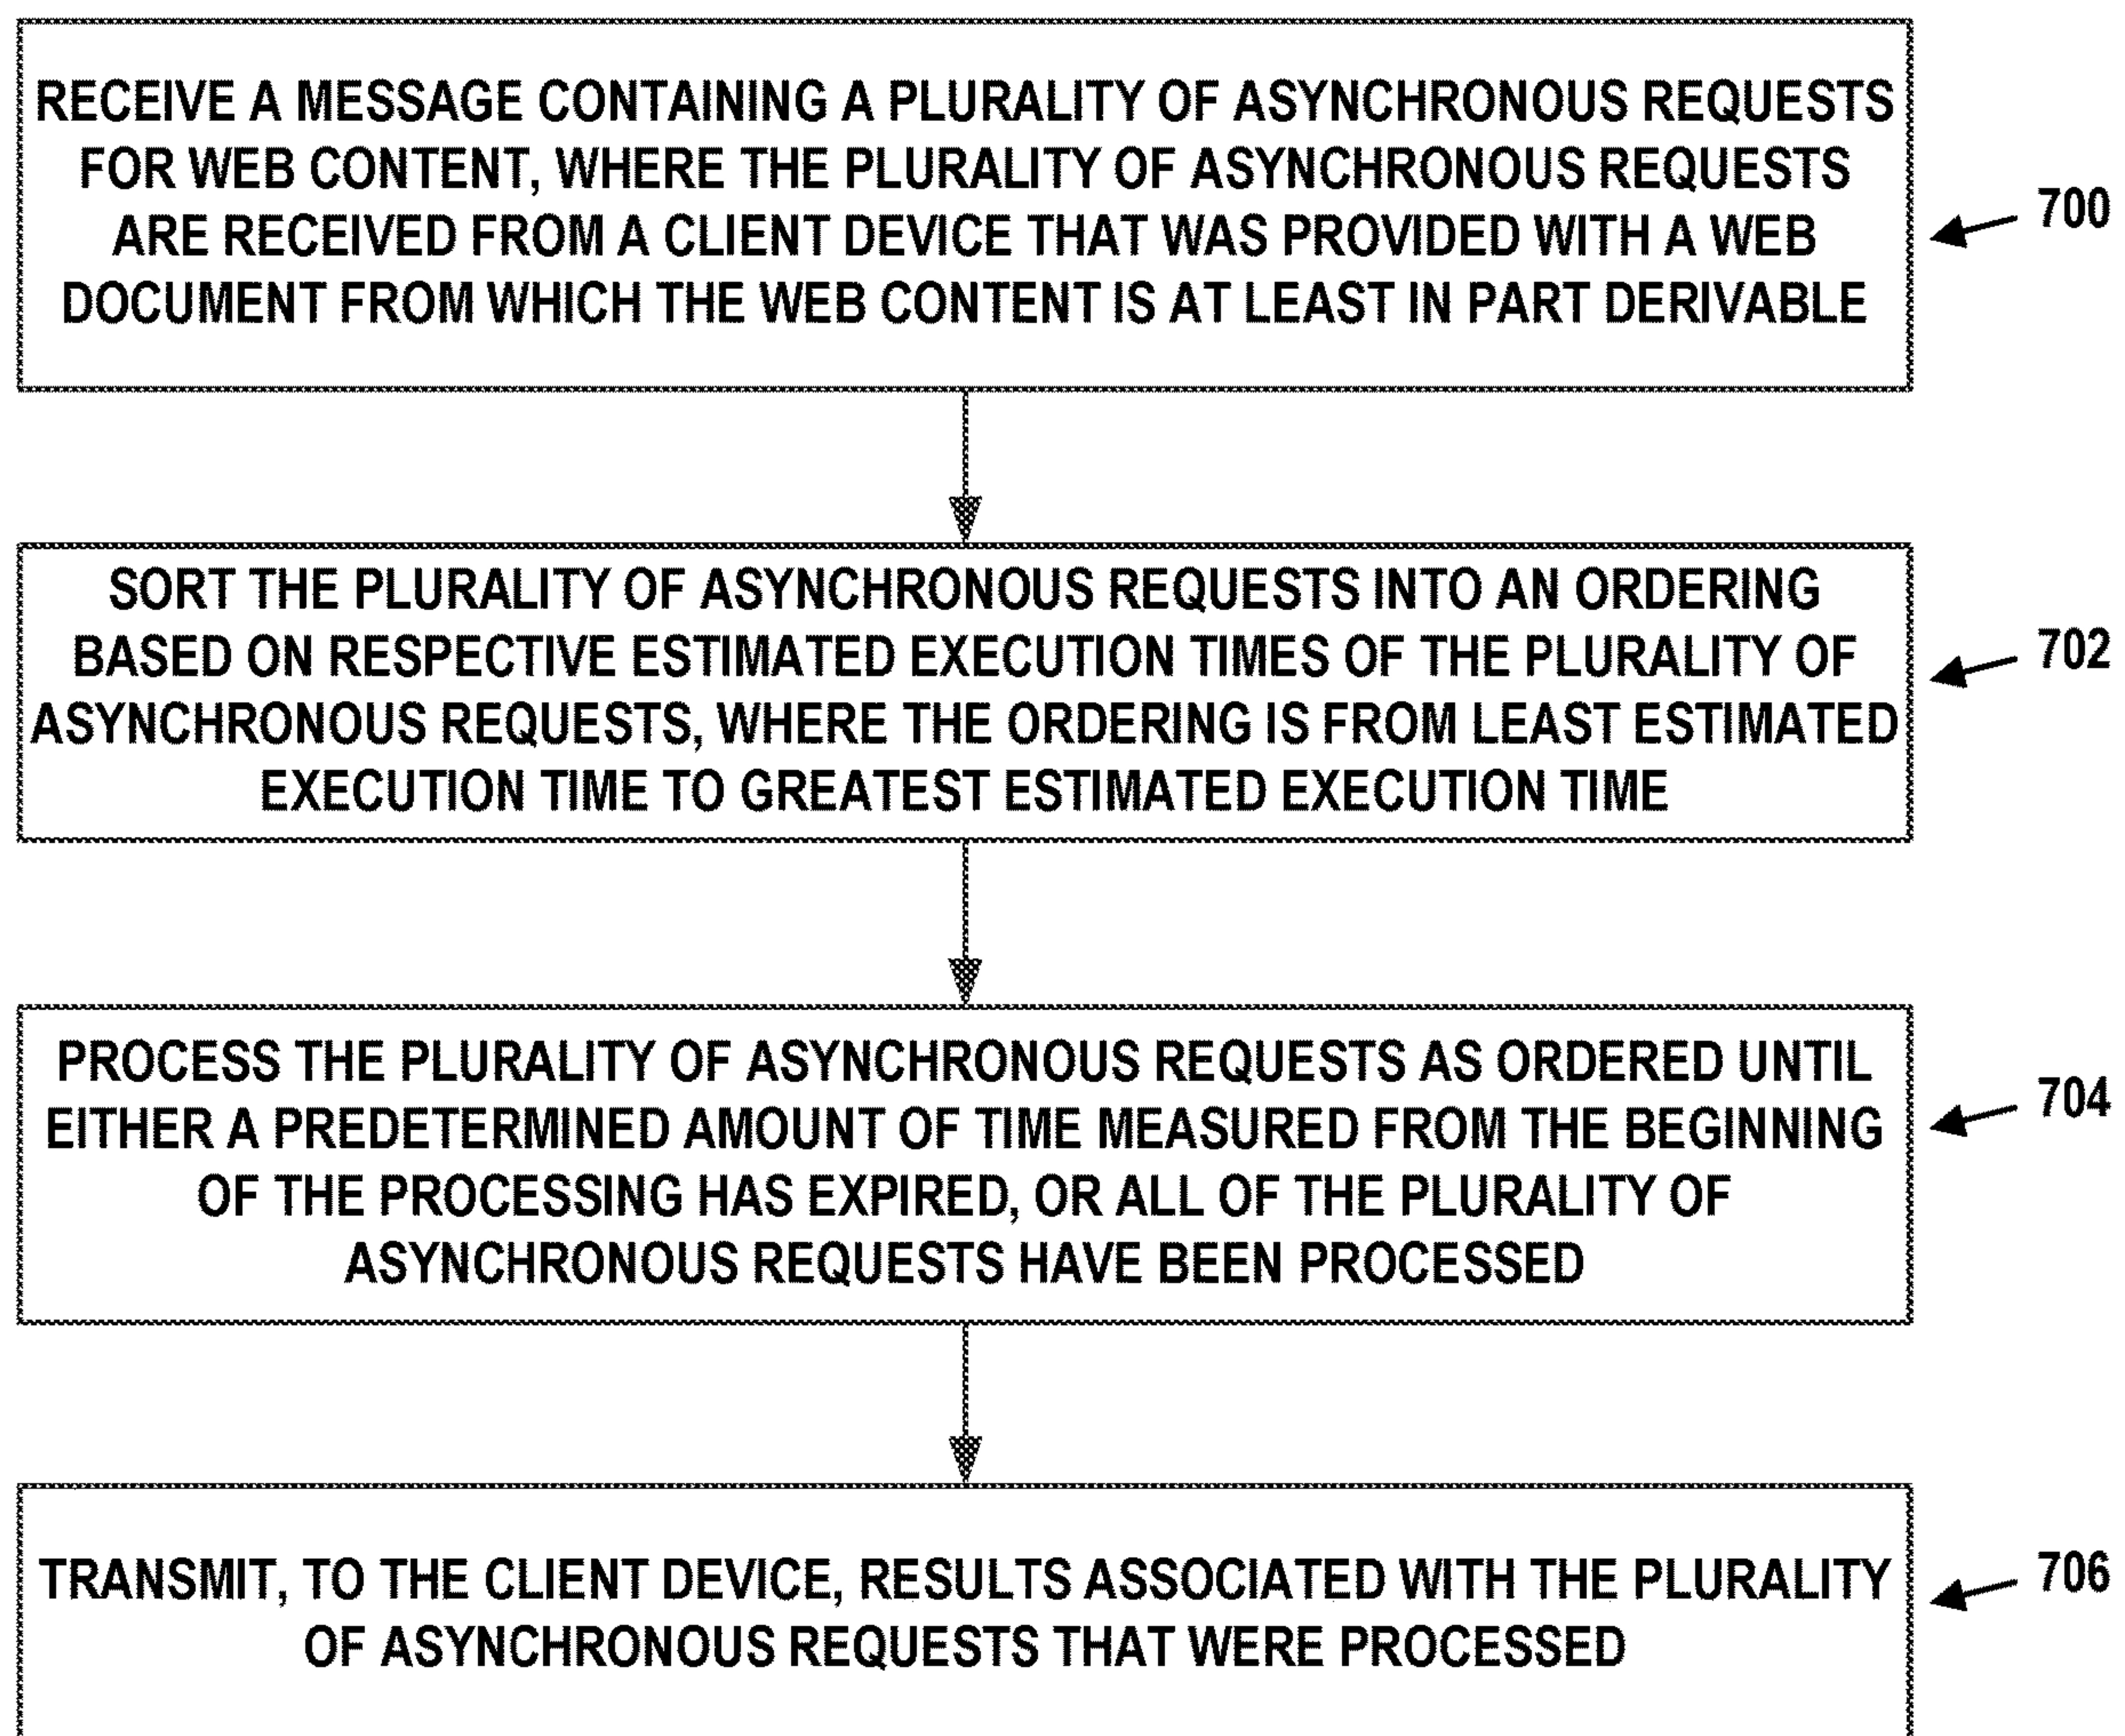 RECEIVE A MESSAGE CONTAINING A PLURALITY OF ASYNCHRONOUS REQUESTS
FOR WEB CONTENT, WHERE THE PLURALITY OF ASYNCHRONOUS REQUESTS
ARE RECEIVED FROM A CLIENT DEVICE THAT WAS PROVIDED WITH A WEB
DOCUMENT FROM WHICH THE WEB CONTENT IS AT LEAST IN PART DERIVABLE
700
SORT THE PLURALITY OF ASYNCHRONOUS REQUESTS INTO AN ORDERING
BASED ON RESPECTIVE ESTIMATED EXECUTION TIMES OF THE PLURALITY OF
ASYNCHRONOUS REQUESTS, WHERE THE ORDERING IS FROM LEAST ESTIMATED
EXECUTION TIME TO GREATEST ESTIMATED EXECUTION TIME
702
PROCESS THE PLURALITY OF ASYNCHRONOUS REQUESTS AS ORDERED UNTIL
EITHER A PREDETERMINED AMOUNT OF TIME MEASURED FROM THE BEGINNING
OF THE PROCESSING HAS EXPIRED, OR ALL OF THE PLURALITY OF
ASYNCHRONOUS REQUESTS HAVE BEEN PROCESSED
704
TRANSMIT, TO THE CLIENT DEVICE, RESULTS ASSOCIATED WITH THE PLURALITY
OF ASYNCHRONOUS REQUESTS THAT WERE PROCESSED
706